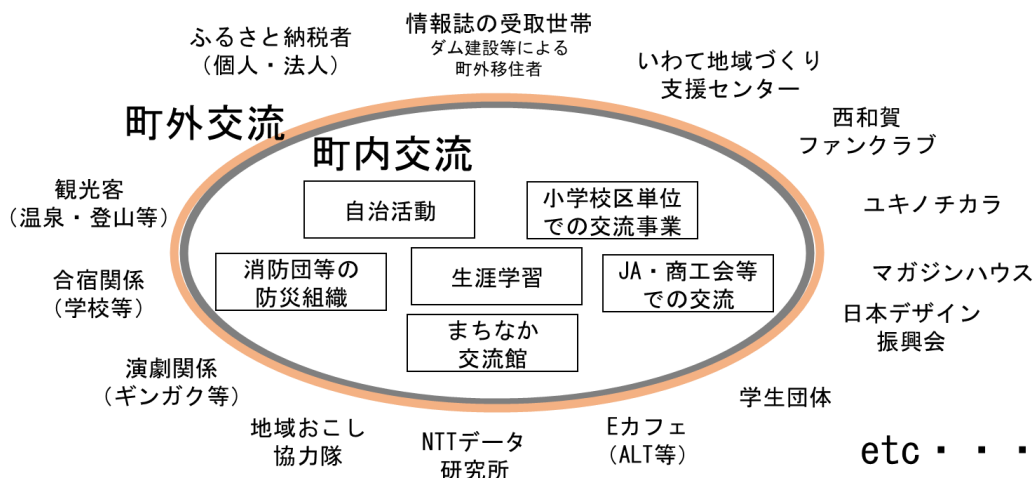 ふるさと納税者
（個人・法人）
情報誌の受取世帯
ダム建設等による
町外移住者
いわて地域づくり
支援センター
西和賀
ファンクラブ
町外交流
町内交流
観光客
（温泉・登山等）
自治活動
小学校区単位
での交流事業
ユキノチカラ
合宿関係
（学校等）
消防団等の
防災組織
生涯学習
JA・商工会等
での交流
マガジンハウス
日本デザイン
振興会
まちなか
交流館
演劇関係
（ギンガク等）
学生団体
地域おこし
協力隊
NTTデータ
研究所
Eカフェ
（ALT等）
etc・・・